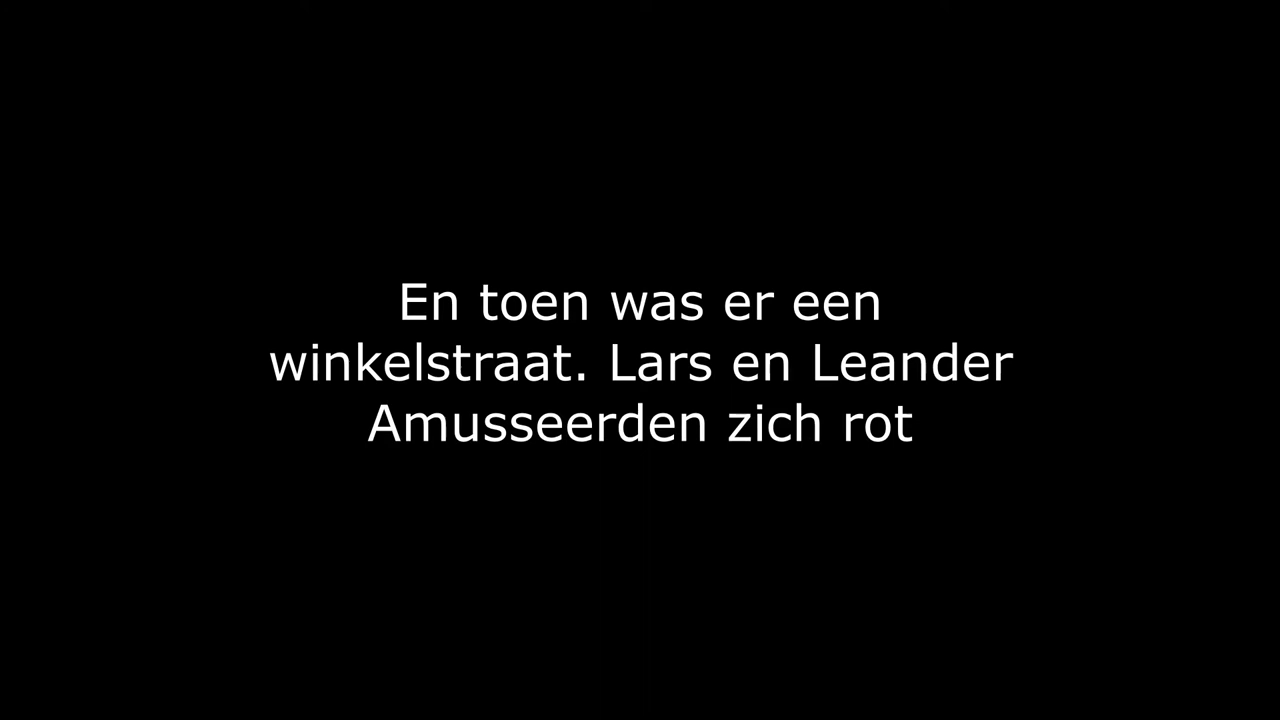 En toen was er een
winkelstraat. Lars en Leander
Amusseerden zich rot